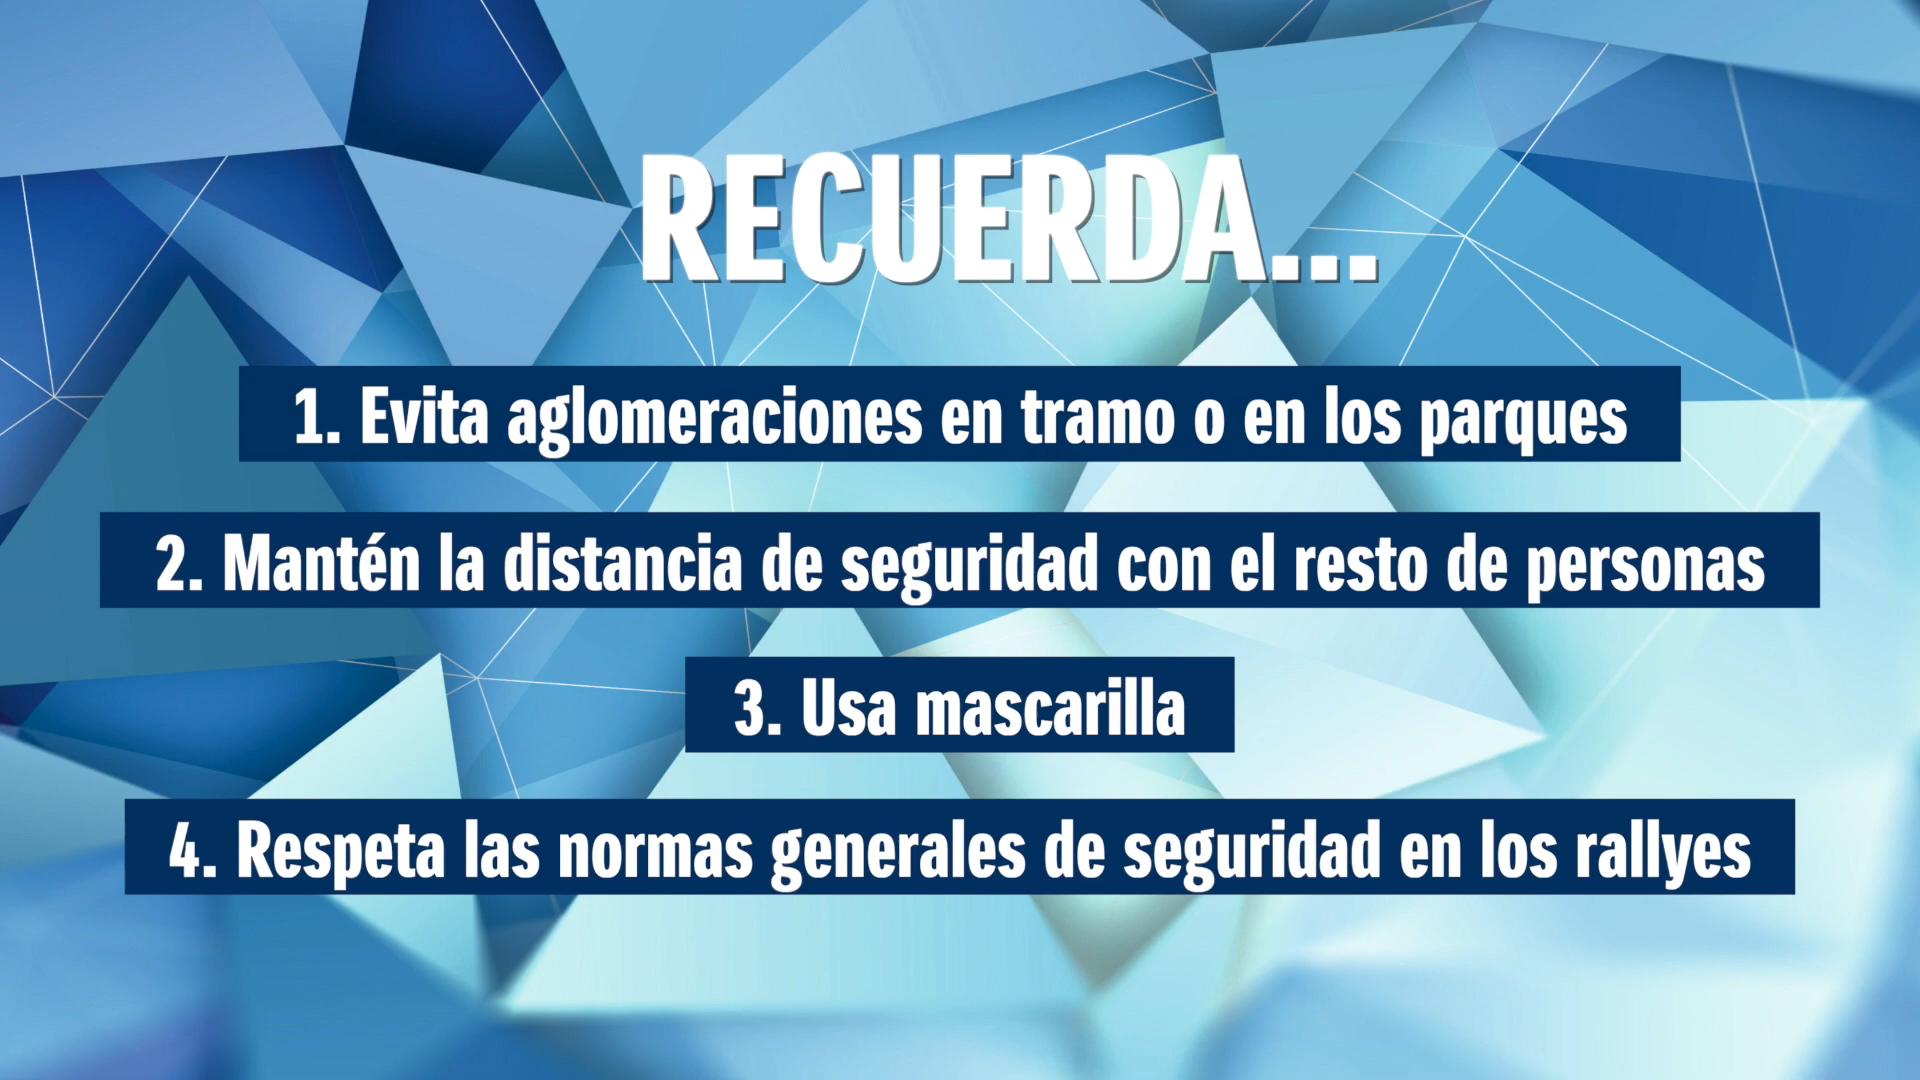 RECUERDA...
1. Evita aglomeraciones en tramo o en los parques
2. Mantén la distancia de seguridad con el resto de personas
3. Usa mascarilla
4. Respeta las normas generales de seguridad en los rallyes